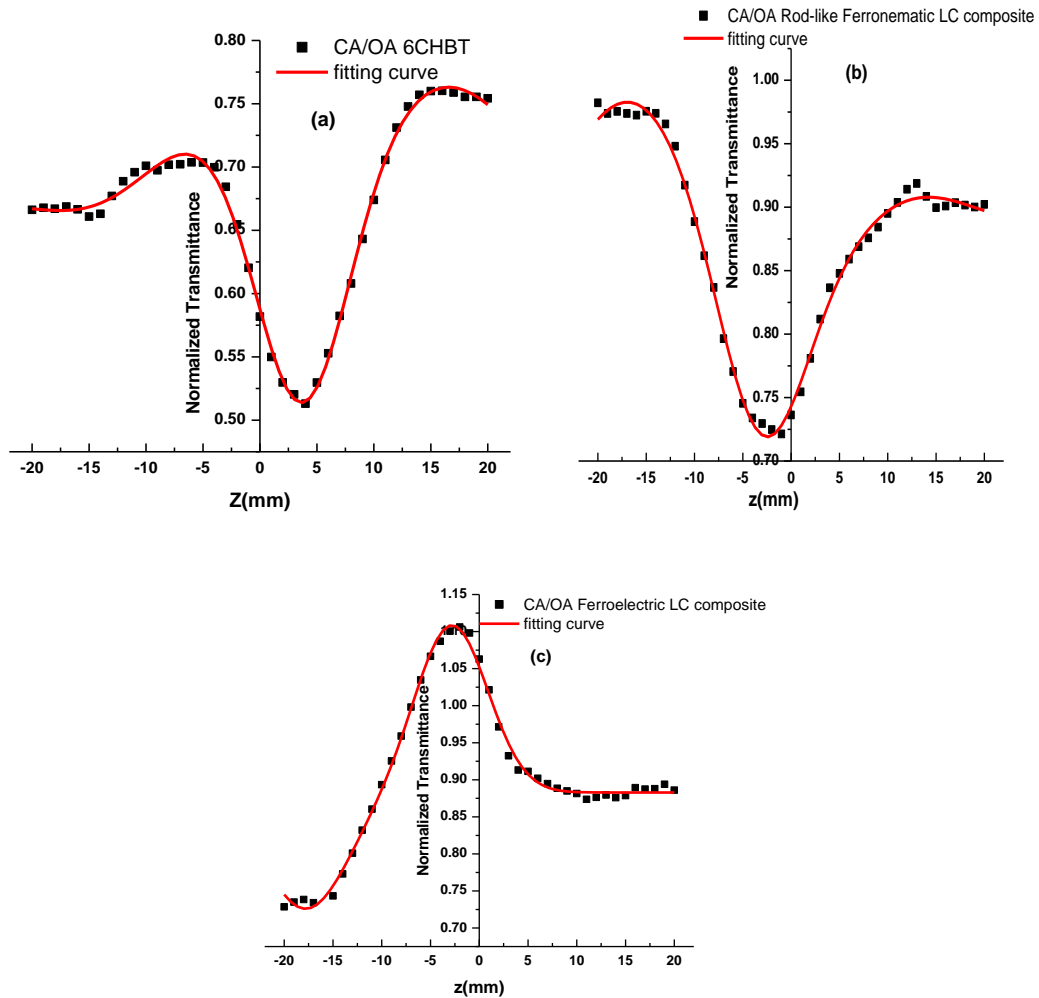 CA/OA 6CHBT
fitting curve
(a)
Normalized Transmittance
0.80
0.75
0.70
0.65
0.60
0.55
0.50
-20 -15 -10 -5 0 5 10 15 20
Z(mm)
CA/OA Rod-like Ferronematic LC composite
fitting curve
(b)
Normalized Transmittance
1.00
0.95
0.90
0.85
0.80
0.75
0.70
-20 -15 -10 -5 0 5 10 15 20
z(mm)
CA/OA Ferroelectric LC composite
fitting curve
(c)
Normalized Transmittance
1.15
1.05
1.00
0.95
0.90
0.85
0.80
0.75
0.70
-20 -15 -10 -5 0 5 10 15 20
z(mm)